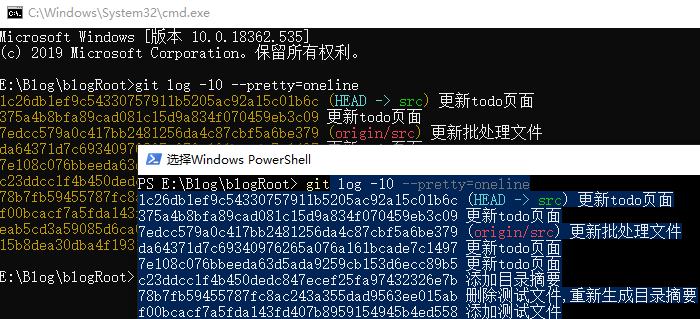 C:\Windows\System32\cmd.exe
Microsoft Windows [版本 10.0.18362.535]
(c) 2019 Microsoft Corporation。保留所有权利。
E:\Blog\blogRoot>git log -10 --pretty=oneline
1c26db1ef9c54330757911b5205ac92a15c01b6c (HEAD -> src) 更新todo页面
375a4b8bfa89cad081c15d9a834f070459eb3c09 更新todo页面
7edcc579a0c417bb2481256da4c87cbf5a6be379 (origin/src) 更新批处理文件
da64371d7c69340976
7e108c076bbeeda63d
c23ddcc1f4b450dedc
78b7fb59455787fc8a
f00bcacf7a5fda143f
eab5cd3a59085d6ca0
15b8dea30dba4f193
E:\Blog\blogRoot>
选择Windows PowerShell
PS E:\Blog\blogRoot> git log -10 --pretty=oneline
1c26db1ef9c54330757911b5205ac92a15c01b6c (HEAD -> src) 更新todo页面
375a4b8bfa89cad081c15d9a834f070459eb3c09 更新todo页面
7edcc579a0c417bb2481256da4c87cbf5a6be379 (origin/src) 更新批处理文件
da64371d7c69340976265a076a161bcade7c1497 更新todo页面
7e108c076bbeeda63d5ada9259cb153d6ecc89b5 更新todo页面
c23ddcc1f4b450dedc847ecef25fa97432326e7b 添加目录摘要
78b7fb59455787fc8ac243a355dad9563ee015ab 删除测试文件,重新生成目录摘要
f00bcacf7a5fda143fd407b8959154945b4ed558 添加测试文件